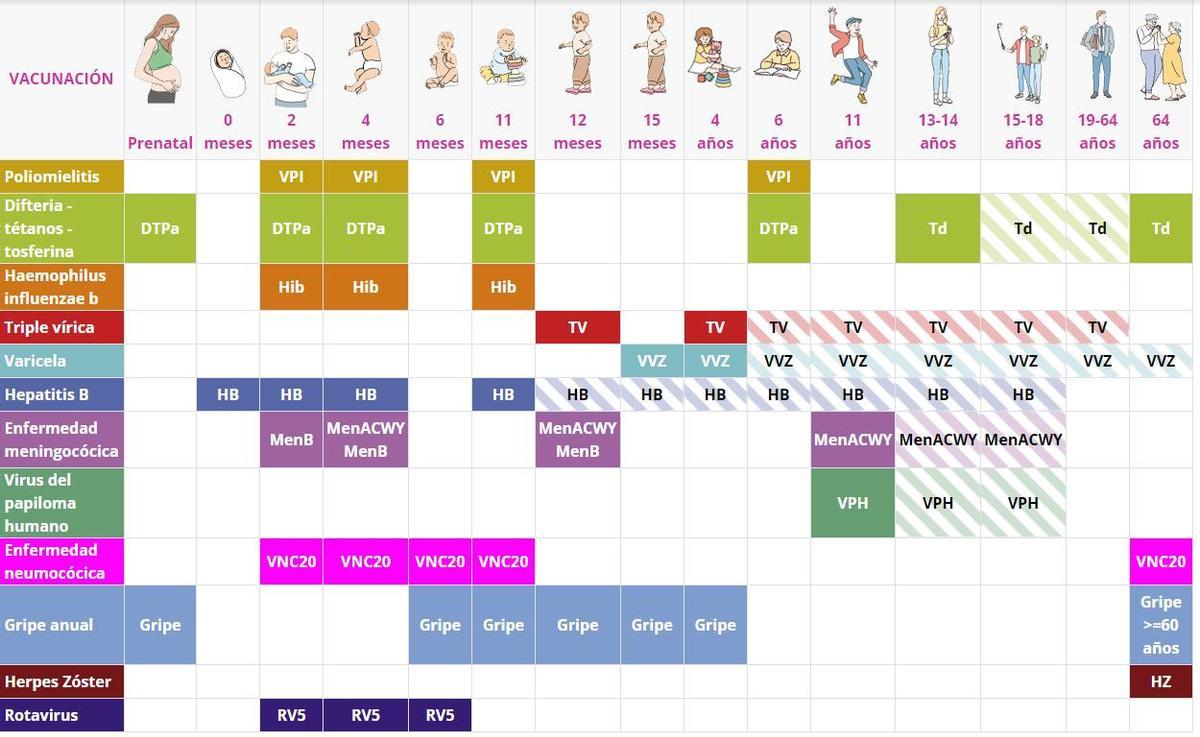 VACUNACIÓN
Prenatal
0
meses
2
meses
4
meses
6
meses
11
meses
12
meses
15
meses
4
años
6
años
11
años
13-14
años
15-18
años
19-64
años
64
años
Poliomielitis
VPI VPI VPI VPI
Difteria -
tétanos -
tosferina
DTPa DTPa DTPa DTPa DTPa Td Td Td Td
Haemophilus
influenzae b
Hib Hib Hib
Triple vírica
TV TV TV TV TV TV TV
Varicela
VVZ VVZ VVZ VVZ VVZ VVZ VVZ VVZ
Hepatitis B
HB HB HB HB HB HB HB HB HB HB HB
Enfermedad
meningocócica
MenB
MenACWY
MenB
MenACWY
MenB
MenACWY MenACWY MenACWY
Virus del
papiloma
humano
VPH VPH VPH
Enfermedad
neumocócica
VNC20 VNC20 VNC20 VNC20 VNC20
Gripe anual
Gripe Gripe Gripe Gripe Gripe Gripe
Gripe
>=60
años
Herpes Zóster
HZ
Rotavirus
RV5 RV5 RV5